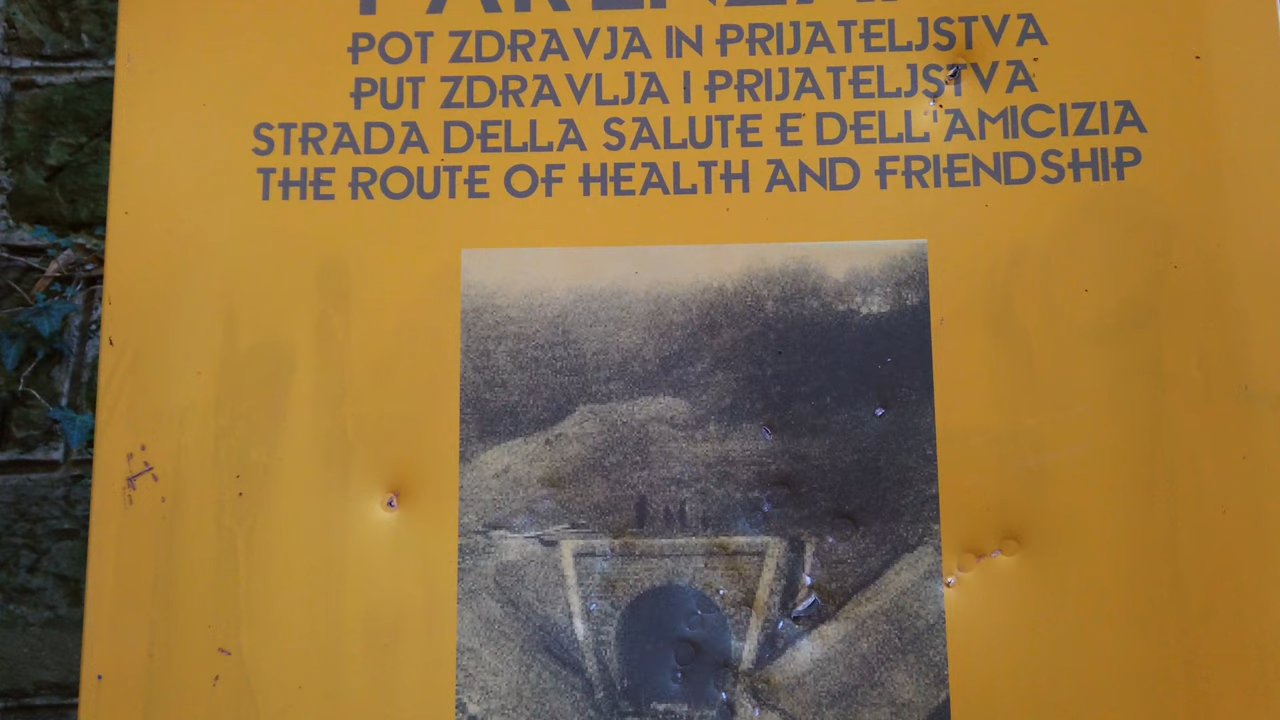 POT ZDRAVJA IN PRIJATELJSTVA
PUT ZDRAVLJA I PRIJATELJSTVA
STRADA DELLA SALUTE E DELL'AMICIZIA
THE ROUTE OF HEALTH AND FRIENDSHIP